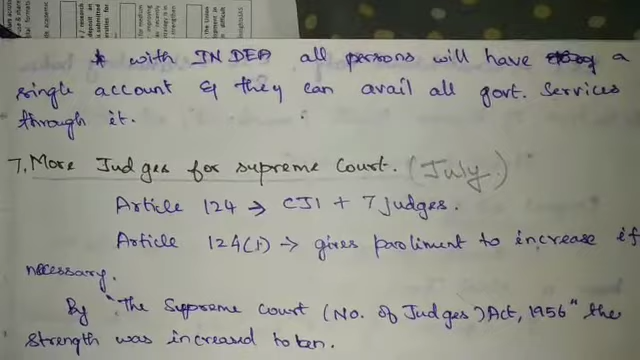 * with INDEA all persons will have a
single account & they can avail all govt. services
through it.
7. More Judges for supreme court. (July)
Article 124 → CJI + 7 judges.
Article 124(1) → gives parliment to increase if
necessary.
By "The Supreme Court (No. of Judges) Act, 1956" the
strength was increased to ten.